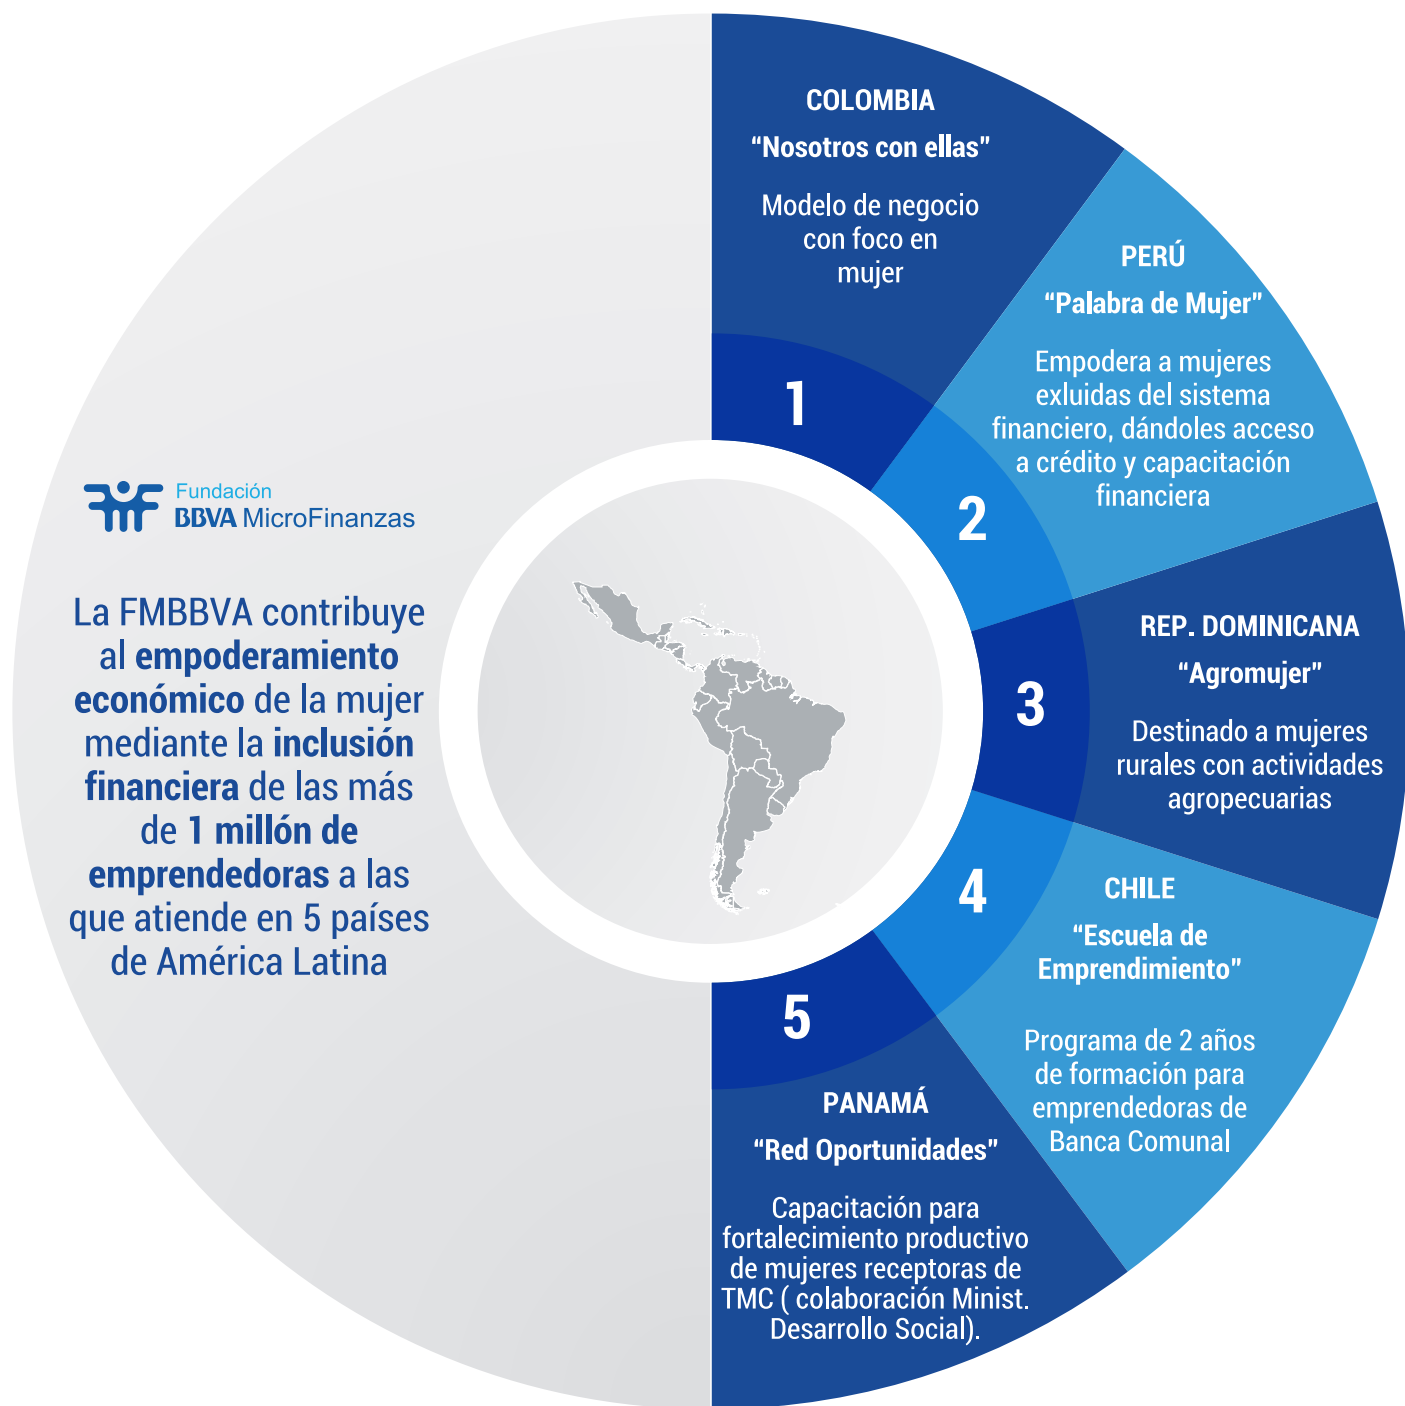 Fundación
BBVA MicroFinanzas
La FMBBVA contribuye
al empoderamiento
económico de la mujer
mediante la inclusión
financiera de las más
de 1 millón de
emprendedoras a las
que atiende en 5 países
de América Latina
COLOMBIA
“Nosotros con ellas”
Modelo de negocio
con foco en
mujer
1
PERÚ
“Palabra de Mujer”
Empodera a mujeres
exluidas del sistema
financiero, dándoles acceso
a crédito y capacitación
financiera
2
REP. DOMINICANA
“Agromujer”
Destinado a mujeres
rurales con actividades
agropecuarias
3
CHILE
“Escuela de
Emprendimiento”
Programa de 2 años
de formación para
emprendedoras de
Banca Comunal
4
PANAMÁ
“Red Oportunidades”
Capacitación para
fortalecimiento productivo
de mujeres receptoras de
TMC ( colaboración Minist.
Desarrollo Social).
5